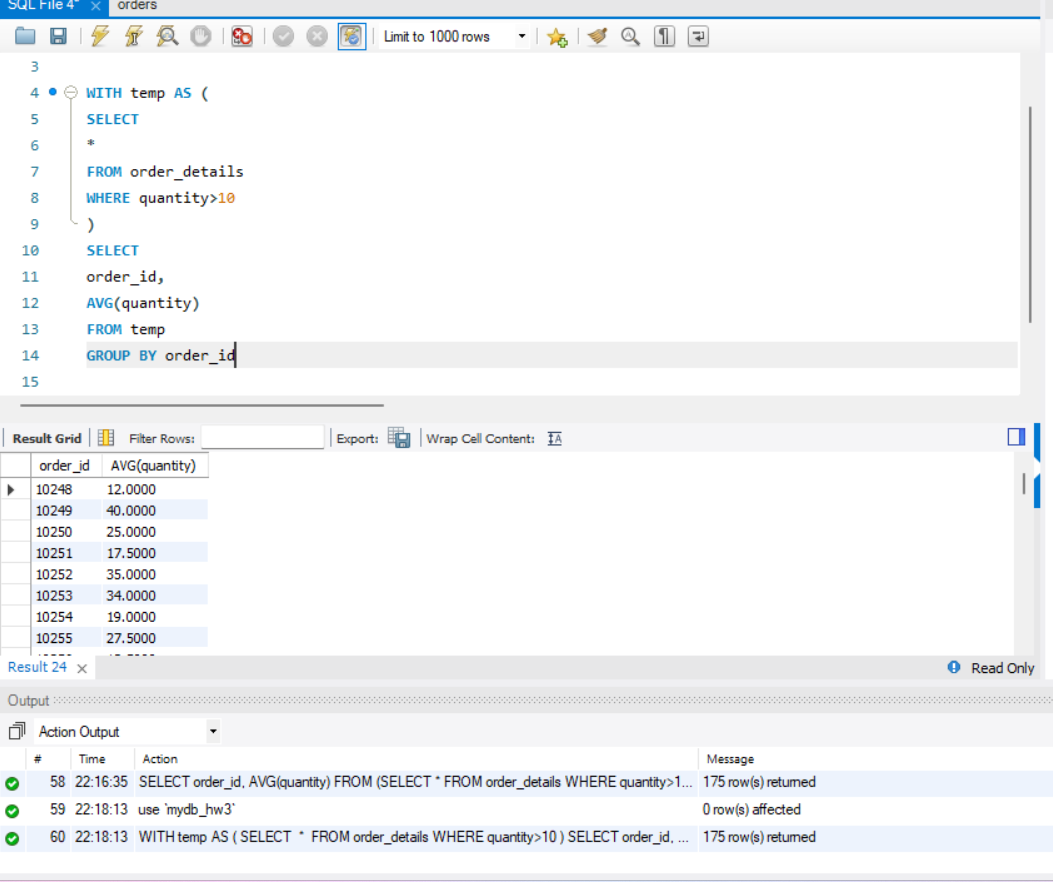 SQL File 4* × orders
Limit to 1000 rows
3
4 WITH temp AS (
5 SELECT
6 *
7 FROM order_details
8 WHERE quantity>10
9 )
10 SELECT
11 order_id,
12 AVG(quantity)
13 FROM temp
14 GROUP BY order_id
15
Result Grid Filter Rows: Export: Wrap Cell Content: IA
order_id AVG(quantity)
10248 12.0000
10249 40.0000
10250 25.0000
10251 17.5000
10252 35.0000
10253 34.0000
10254 19.0000
10255 27.5000
Result 24 × Read Only
Output
Action Output
# Time Action Message
58 22:16:35 SELECT order_id, AVG(quantity) FROM (SELECT * FROM order_details WHERE quantity>1... 175 row(s) returned
59 22:18:13 use `mydb_hw3` 0 row(s) affected
60 22:18:13 WITH temp AS ( SELECT * FROM order_details WHERE quantity>10 ) SELECT order_id, ... 175 row(s) returned